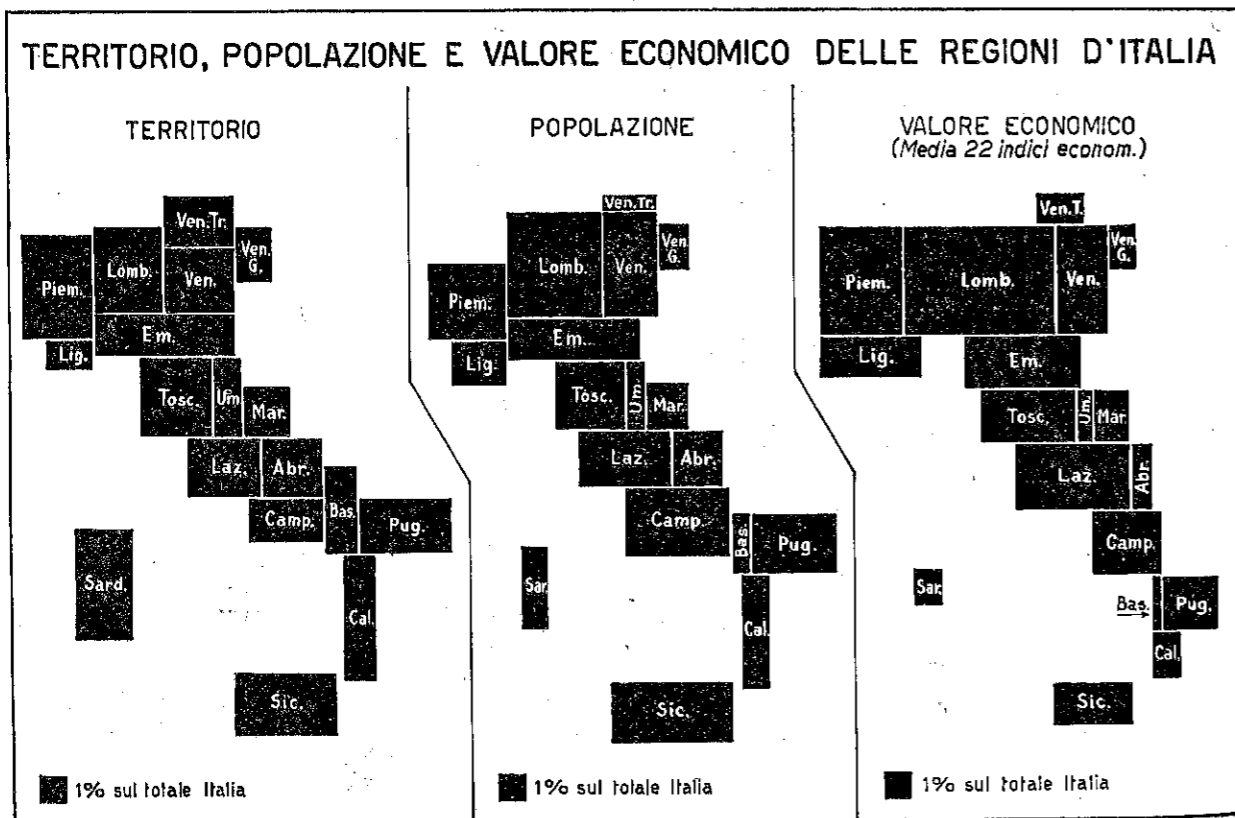 TERRITORIO, POPOLAZIONE E VALORE ECONOMICO DELLE REGIONI D'ITALIA
TERRITORIO
Ven.Tr.
Piem.
Lomb.
Ven.
Ven. G.
Em.
Lig.
Tosc.
Um.
Mar.
Laz.
Abr.
Camp.
Bas.
Pug.
Sard.
Cal.
Sic.
1% sul totale Italia
POPOLAZIONE
Ven.Tr.
Piem.
Lomb.
Ven.
Ven. G.
Em.
Lig.
Tosc.
Um.
Mar.
Laz.
Abr.
Camp.
Bas.
Pug.
Sar.
Cal.
Sic.
1% sul totale Italia
VALORE ECONOMICO
(Media 22 indici econom.)
Ven.T.
Piem.
Lomb.
Ven.
Ven. G.
Lig.
Em.
Tosc.
Um.
Mar.
Laz.
Abr.
Camp.
Sar.
Bas.
Pug.
Cal.
Sic.
1% sul totale Italia